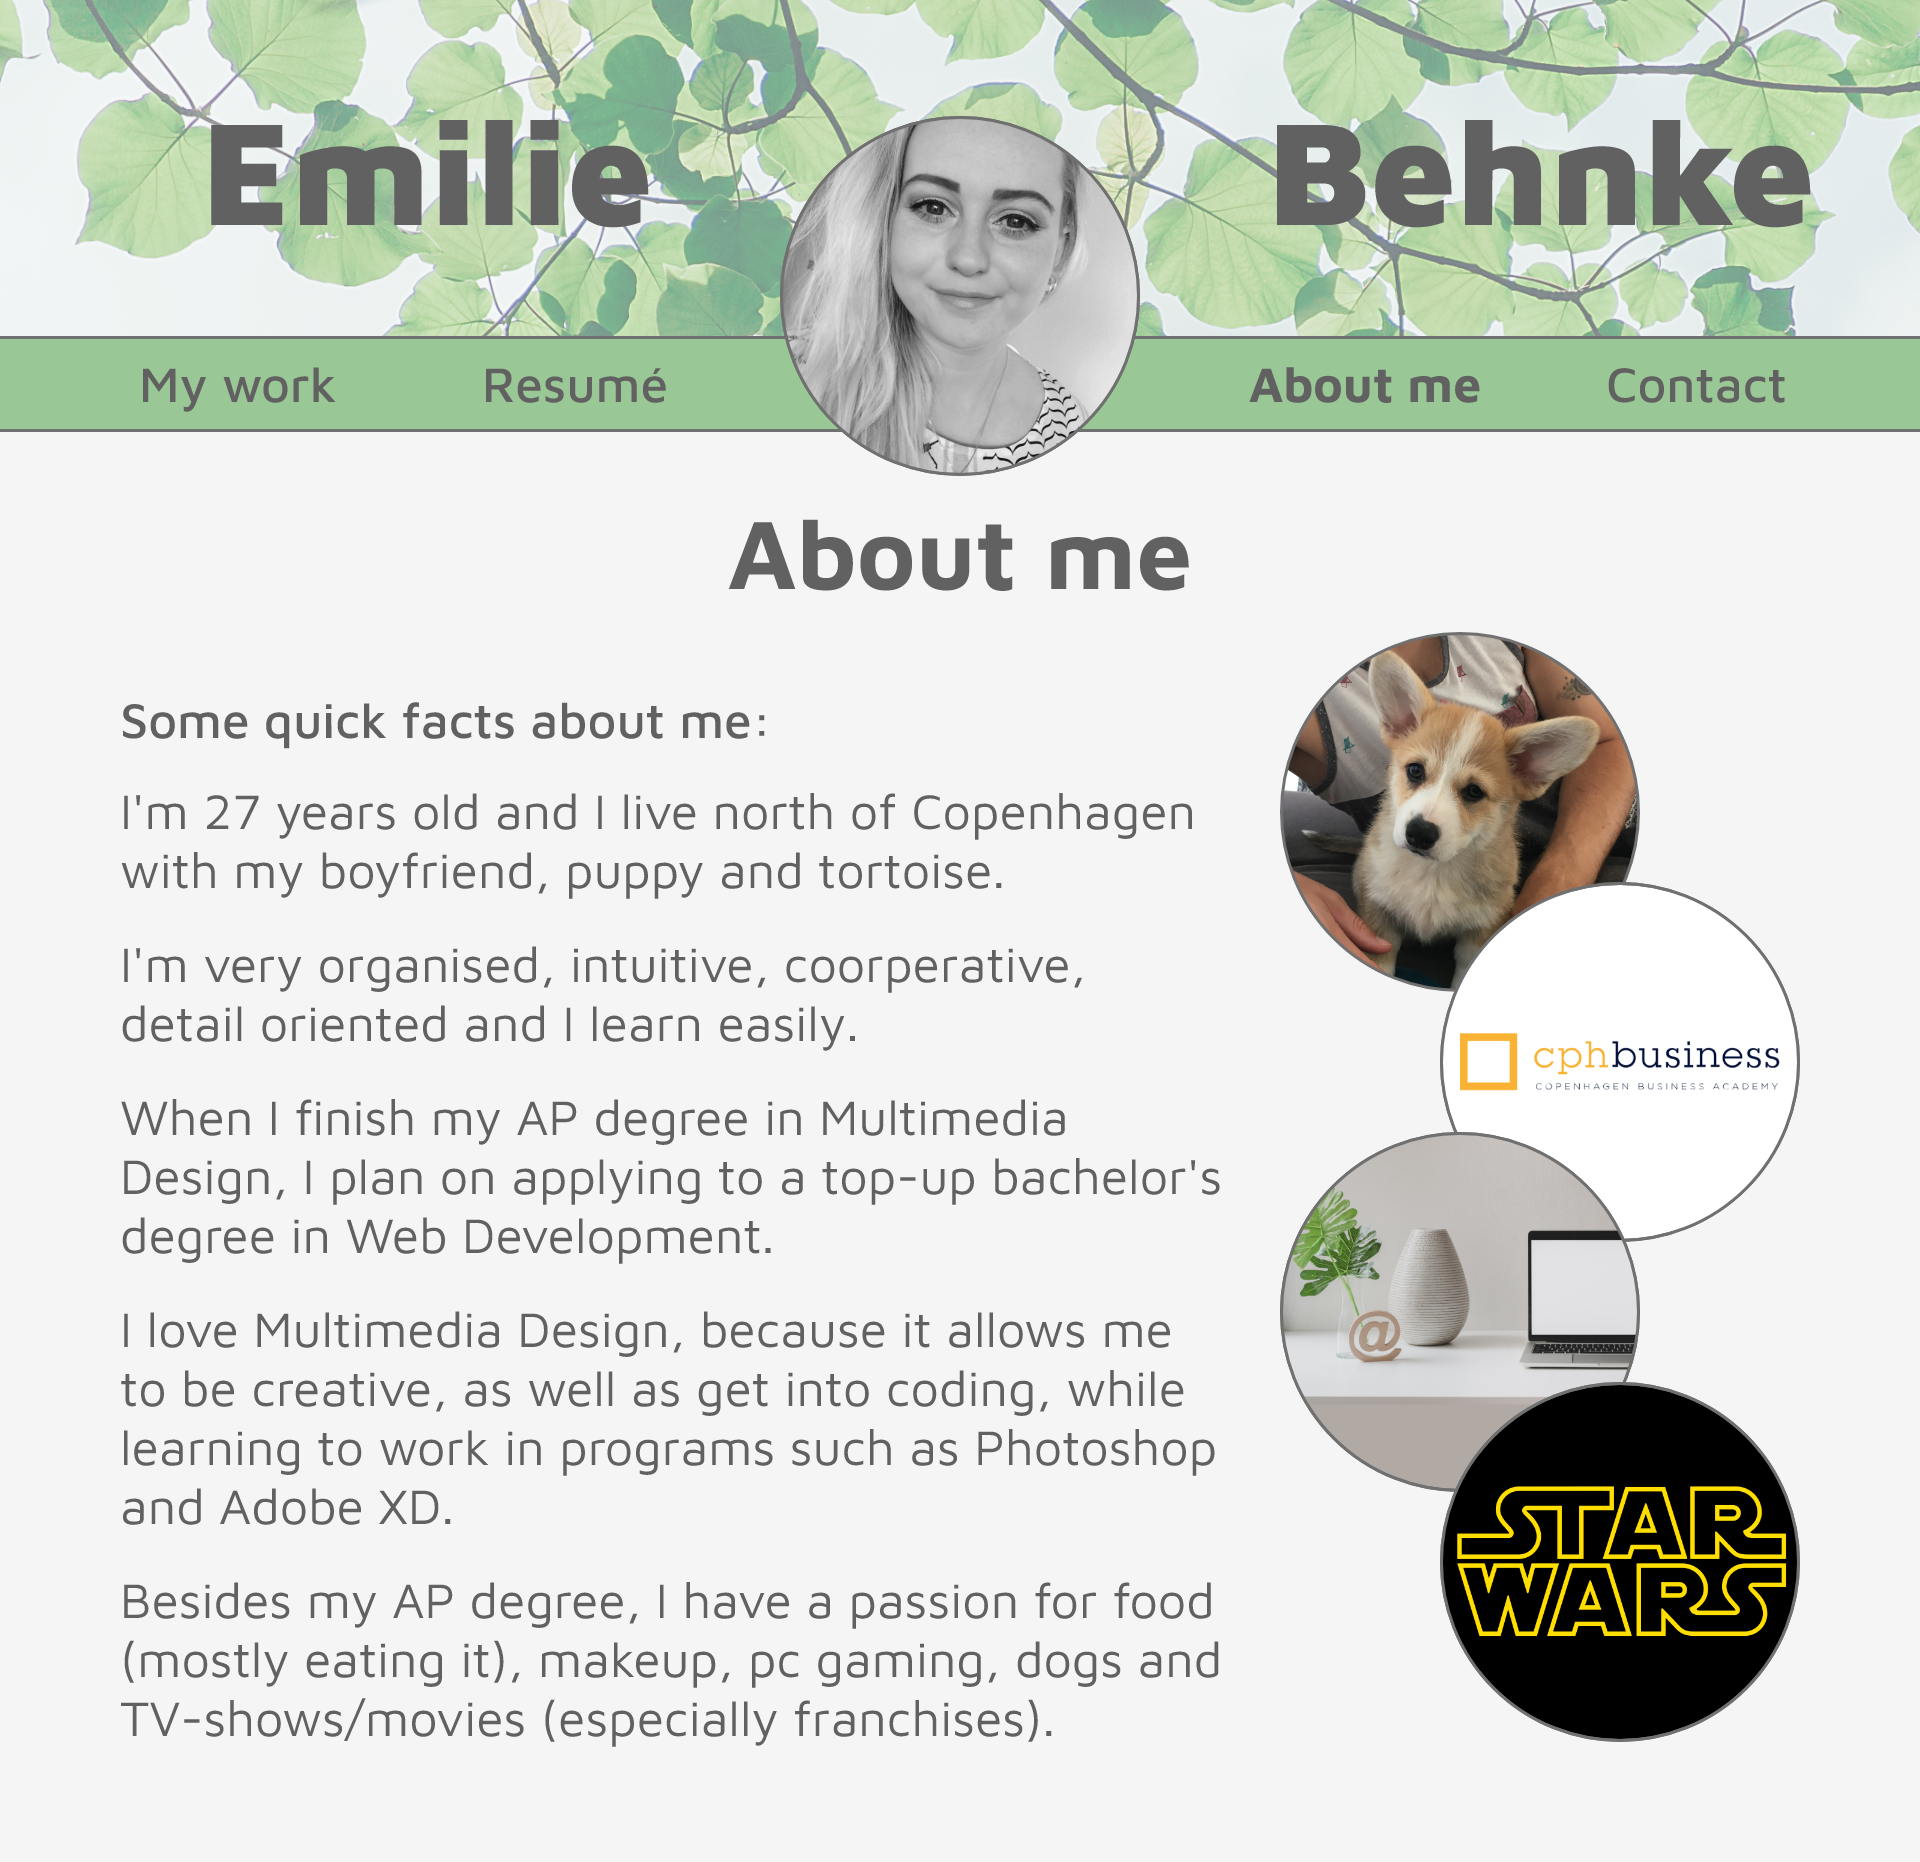 Emilie Behnke
My work Resumé About me Contact
About me
Some quick facts about me:
I'm 27 years old and I live north of Copenhagen
with my boyfriend, puppy and tortoise.
I'm very organised, intuitive, coorperative,
detail oriented and I learn easily.
When I finish my AP degree in Multimedia
Design, I plan on applying to a top-up bachelor's
degree in Web Development.
I love Multimedia Design, because it allows me
to be creative, as well as get into coding, while
learning to work in programs such as Photoshop
and Adobe XD.
Besides my AP degree, I have a passion for food
(mostly eating it), makeup, pc gaming, dogs and
TV-shows/movies (especially franchises).
cphbusiness
COPENHAGEN BUSINESS ACADEMY
@
STAR
WARS